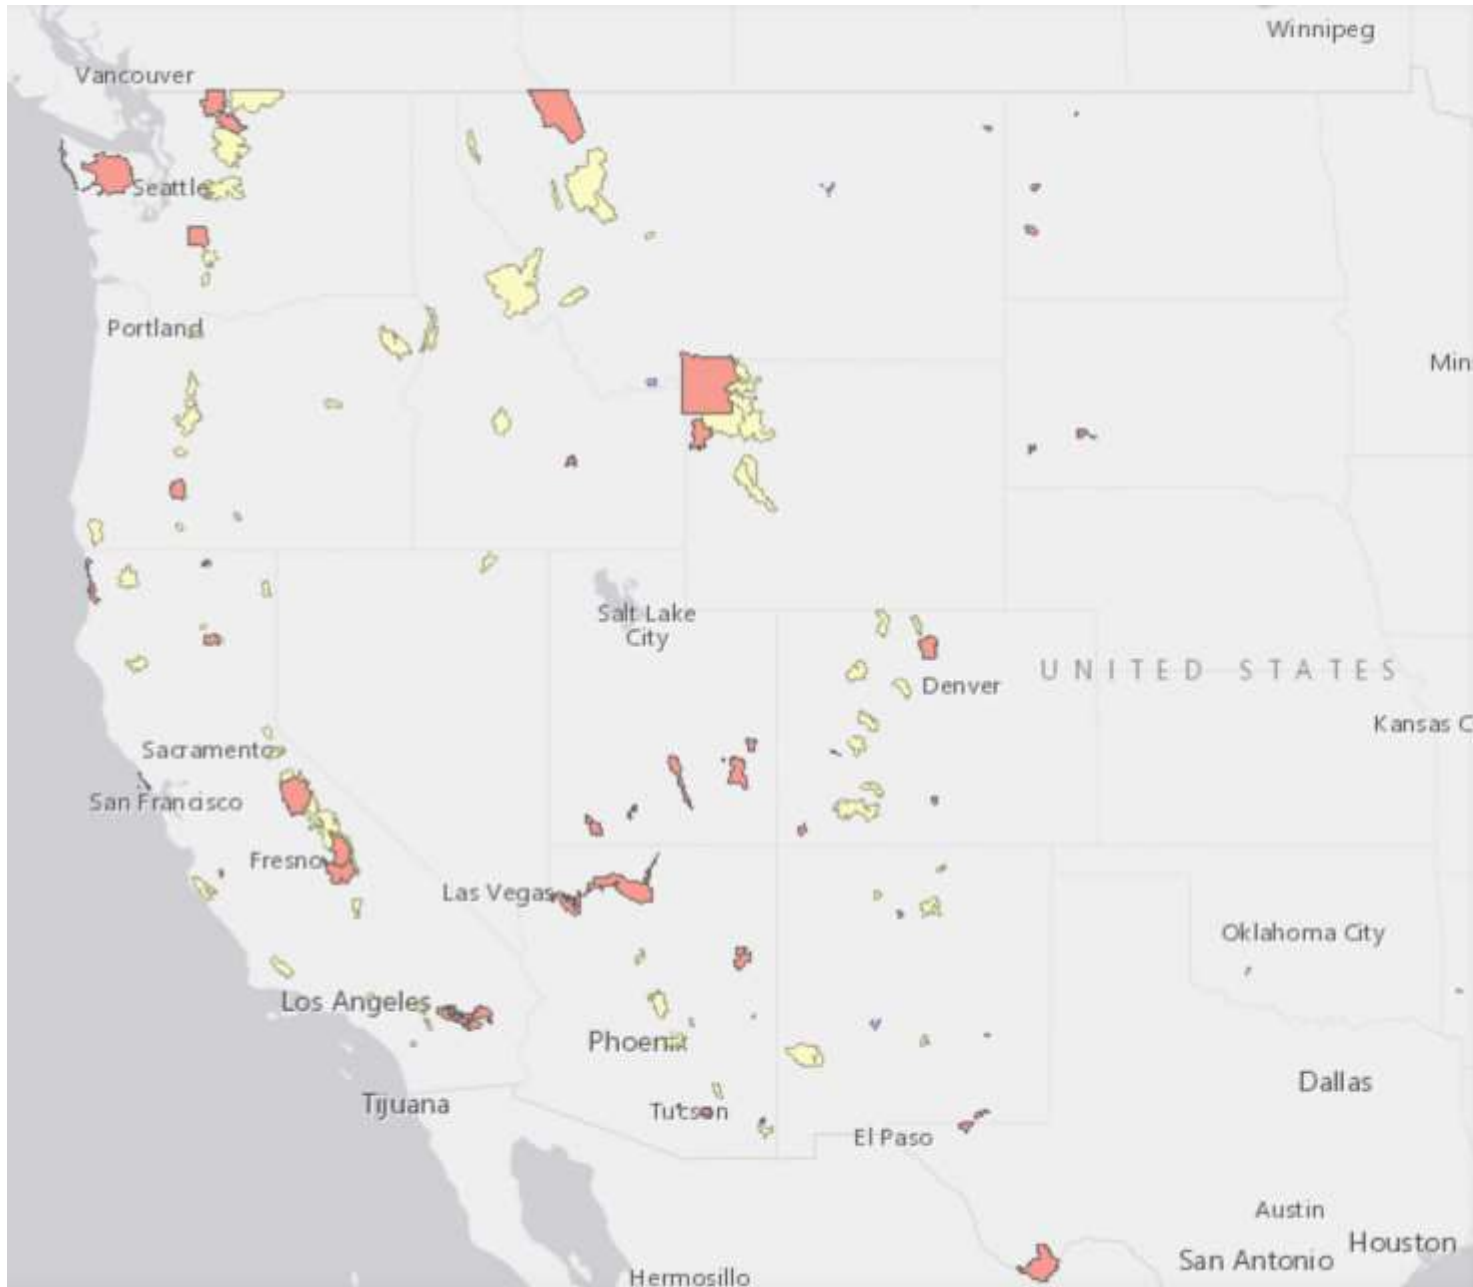 Winnipeg
Vancouver
Seattle
Portland
Min
Salt Lake
City
Denver
UNITED STATES
Kansas C
Sacramento
San Francisco
Fresno
Las Vegas
Oklahoma City
Los Angeles
Phoenix
Dallas
Tijuana
Tucson
El Paso
Austin
Houston
San Antonio
Hermosillo